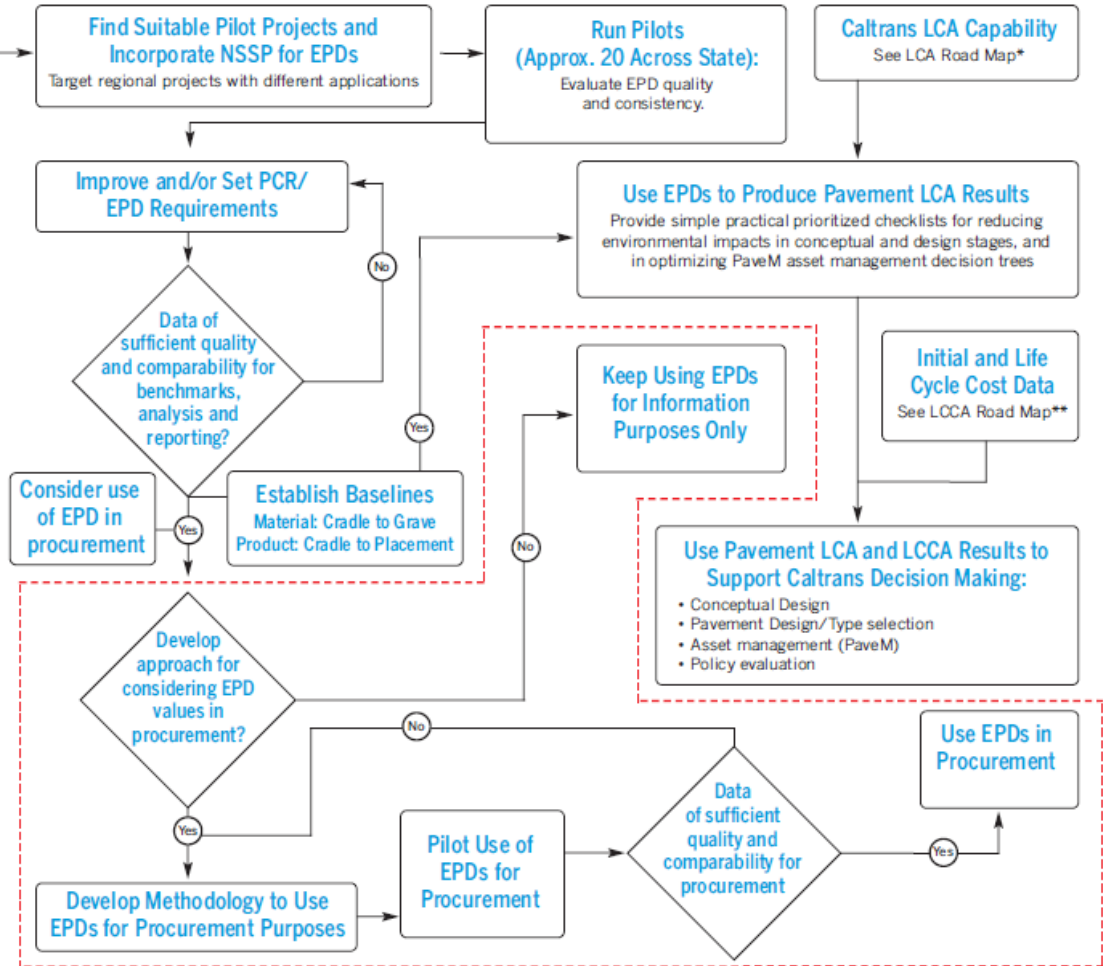 Find Suitable Pilot Projects and
Incorporate NSSP for EPDs
Target regional projects with different applications
Run Pilots
(Approx. 20 Across State):
Evaluate EPD quality
and consistency.
Caltrans LCA Capability
See LCA Road Map*
Improve and/or Set PCR/
EPD Requirements
Use EPDs to Produce Pavement LCA Results
Provide simple practical prioritized checklists for reducing
environmental impacts in conceptual and design stages, and
in optimizing PaveM asset management decision trees
No
Data of
sufficient quality
and comparability for
benchmarks,
analysis and
reporting?
Keep Using EPDs
for Information
Purposes Only
Initial and Life
Cycle Cost Data
See LCCA Road Map**
Yes
Consider use
of EPD in
procurement
Yes
Establish Baselines
Material: Cradle to Grave
Product: Cradle to Placement
No
Use Pavement LCA and LCCA Results to
Support Caltrans Decision Making:
• Conceptual Design
• Pavement Design/Type selection
• Asset management (PaveM)
• Policy evaluation
Develop
approach for
considering EPD
values in
procurement?
No
Use EPDs in
Procurement
Yes
Pilot Use of
EPDs for
Procurement
Data
of sufficient
quality and
comparability for
procurement
Yes
Develop Methodology to Use
EPDs for Procurement Purposes